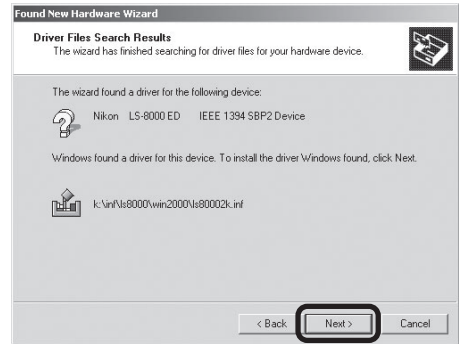 Found New Hardware Wizard
Driver Files Search Results
The wizard has finished searching for driver files for your hardware device.
The wizard found a driver for the following device:
Nikon LS-8000 ED IEEE 1394 SBP2 Device
Windows found a driver for this device. To install the driver Windows found, click Next.
k:\inf\ls8000\win2000\ls80002k.inf
< Back Next > Cancel